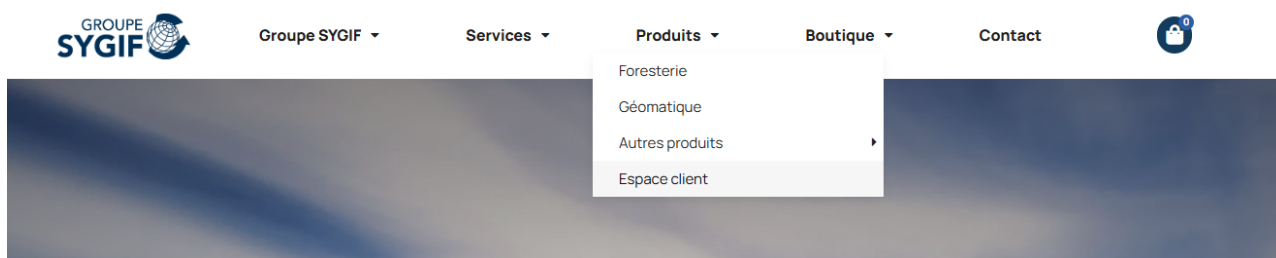 GROUPE
SYGIF
Groupe SYGIF
Services
Produits
Boutique
Contact
0
Foresterie
Géomatique
Autres produits
Espace client